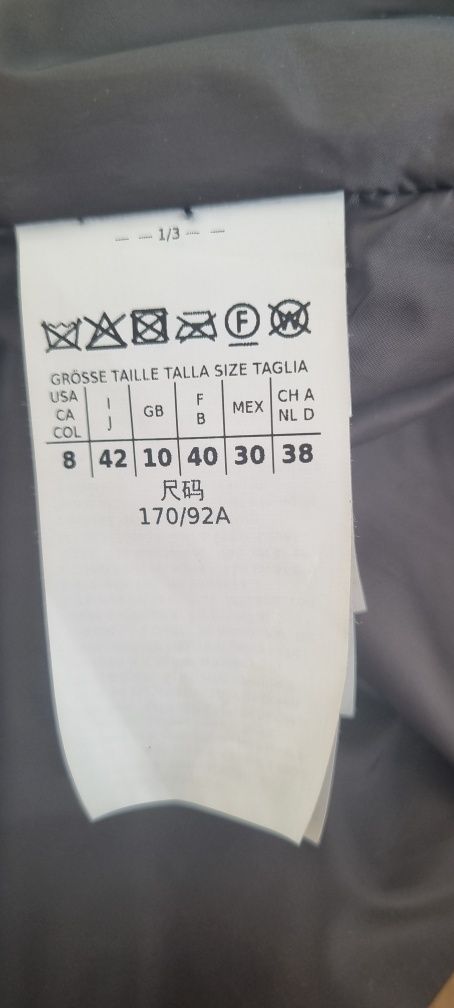 1/3
F W
GRÖSSE TAILLE TALLA SIZE TAGLIA
USA CA COL | I J | GB | F B | MEX | CH A NL D
8 | 42 | 10 | 40 | 30 | 38
尺码
170/92A